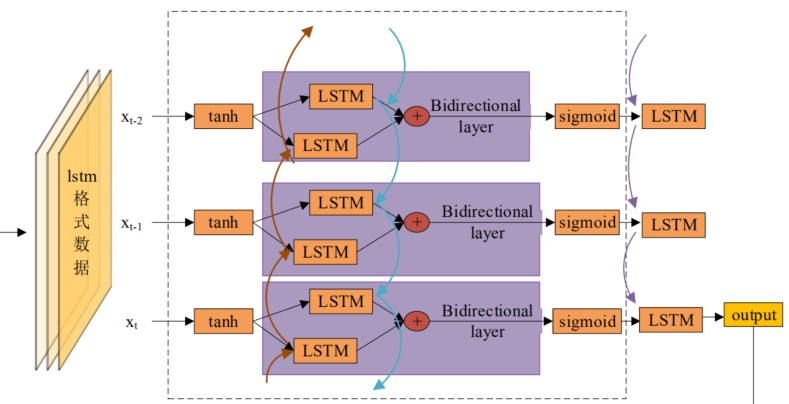 lstm
格
式
数
据
xt-2
tanh
LSTM
LSTM
+
Bidirectional
layer
sigmoid
LSTM
xt-1
tanh
LSTM
LSTM
+
Bidirectional
layer
sigmoid
LSTM
xt
tanh
LSTM
LSTM
+
Bidirectional
layer
sigmoid
LSTM
output